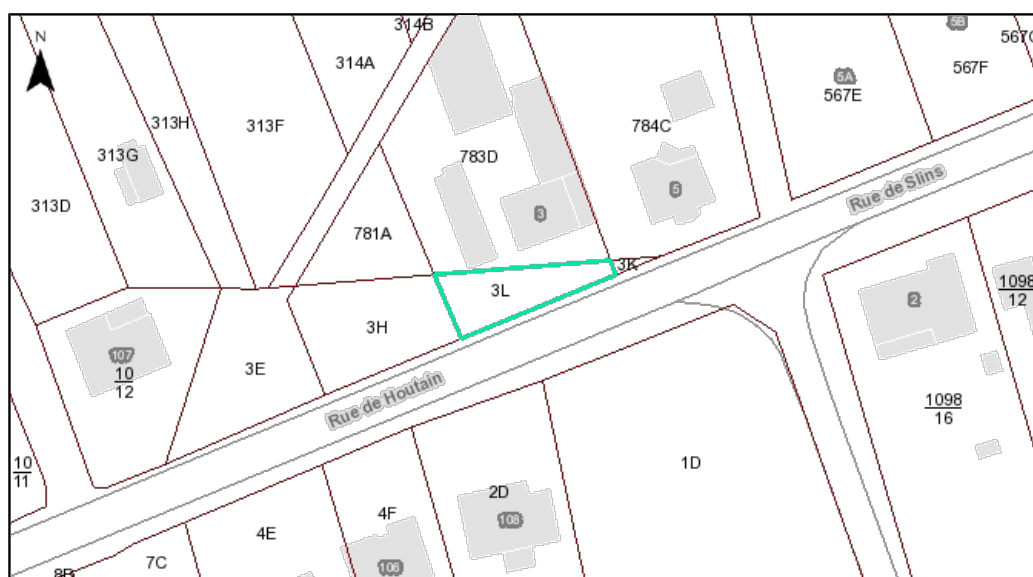 314B
5B
567C
N
314A
567F
5A
567E
313H
313F
784C
313G
783D
5
Rue de Slins
313D
3
781A
3K
1098
12
3L
2
3H
107
10
12
3E
Rue de Houtain
1098
16
10
11
1D
2D
4F
108
4E
7C
106
8B